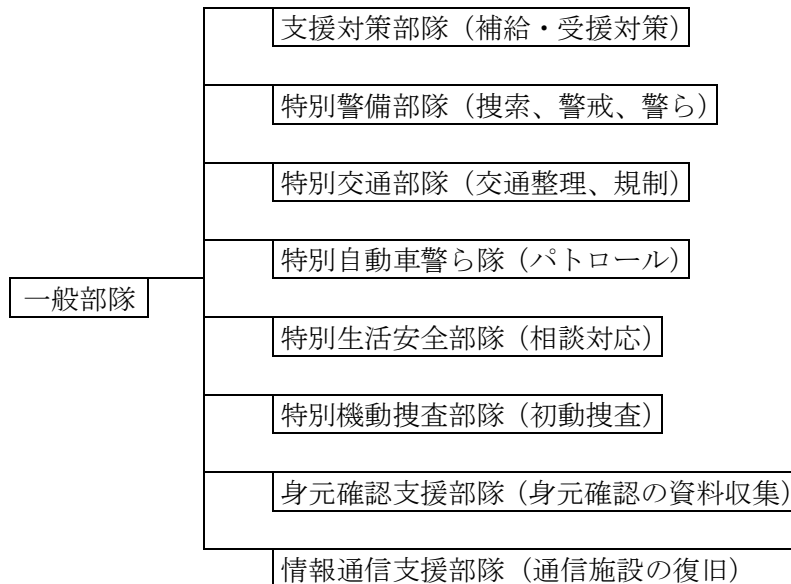 支援対策部隊（補給・受援対策）
特別警備部隊（捜索、警戒、警ら）
特別交通部隊（交通整理、規制）
特別自動車警ら隊（パトロール）
一般部隊
特別生活安全部隊（相談対応）
特別機動捜査部隊（初動捜査）
身元確認支援部隊（身元確認の資料収集）
情報通信支援部隊（通信施設の復旧）